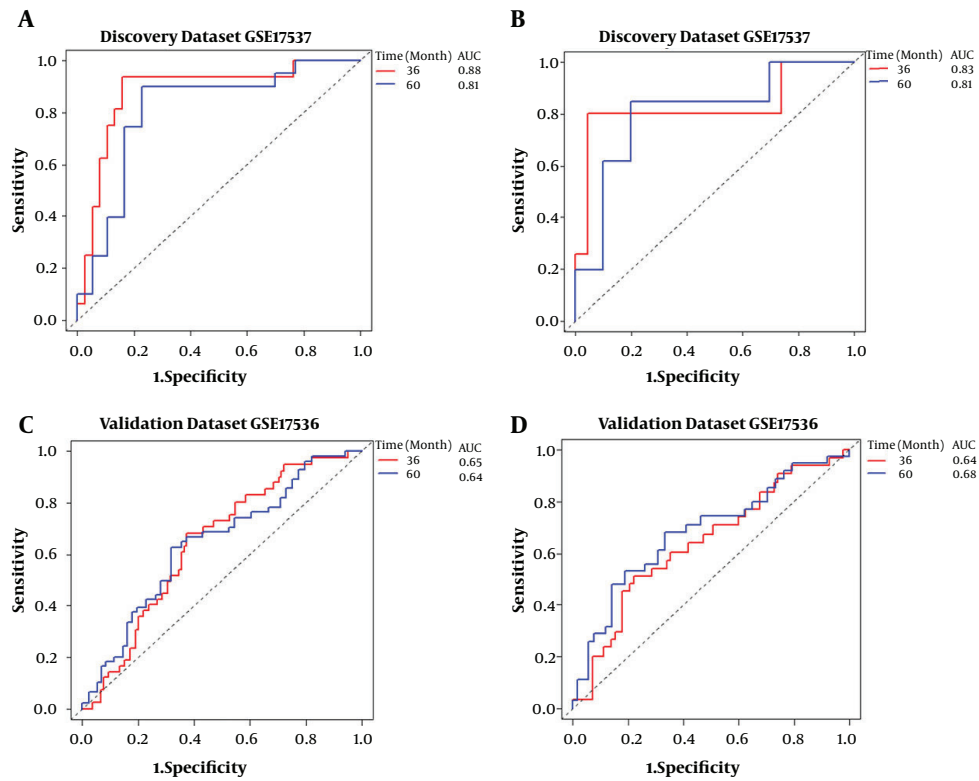 A
Discovery Dataset GSE17537
Time (Month) AUC
36 0.88
60 0.81
1.0
0.8
0.6
0.4
0.2
0.0
Sensitivity
0.0 0.2 0.4 0.6 0.8 1.0
1.Specificity
B
Discovery Dataset GSE17537
Time (Month) AUC
36 0.83
60 0.81
1.0
0.8
0.6
0.4
0.2
0.0
Sensitivity
0.0 0.2 0.4 0.6 0.8 1.0
1.Specificity
C
Validation Dataset GSE17536
Time (Month) AUC
36 0.65
60 0.64
1.0
0.8
0.6
0.4
0.2
0.0
Sensitivity
0.0 0.2 0.4 0.6 0.8 1.0
1.Specificity
D
Validation Dataset GSE17536
Time (Month) AUC
36 0.64
60 0.68
1.0
0.8
0.6
0.4
0.2
0.0
Sensitivity
0.0 0.2 0.4 0.6 0.8 1.0
1.Specificity